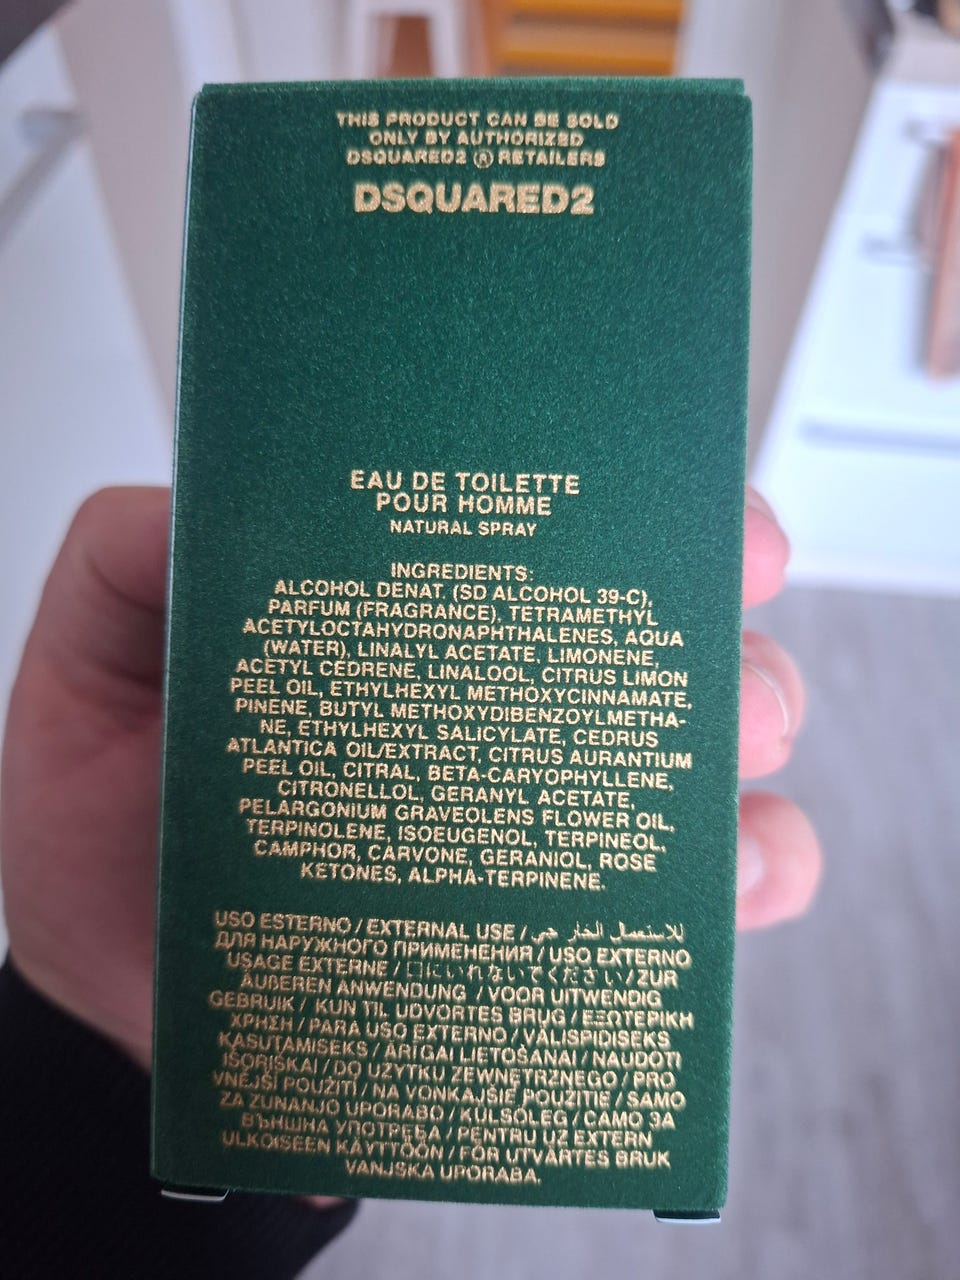 THIS PRODUCT CAN BE SOLD
ONLY BY AUTHORIZED
DSQUARED2 ® RETAILERS
DSQUARED2
EAU DE TOILETTE
POUR HOMME
NATURAL SPRAY
INGREDIENTS:
ALCOHOL DENAT. (SD ALCOHOL 39-C),
PARFUM (FRAGRANCE), TETRAMETHYL
ACETYLOCTAHYDRONAPHTHALENES, AQUA
(WATER), LINALYL ACETATE, LIMONENE,
ACETYL CEDRENE, LINALOOL, CITRUS LIMON
PEEL OIL, ETHYLHEXYL METHOXYCINNAMATE,
PINENE, BUTYL METHOXYDIBENZOYLMETHA-
NE, ETHYLHEXYL SALICYLATE, CEDRUS
ATLANTICA OIL/EXTRACT, CITRUS AURANTIUM
PEEL OIL, CITRAL, BETA-CARYOPHYLLENE,
CITRONELLOL, GERANYL ACETATE,
PELARGONIUM GRAVEOLENS FLOWER OIL,
TERPINOLENE, ISOEUGENOL, TERPINEOL,
CAMPHOR, CARVONE, GERANIOL, ROSE
KETONES, ALPHA-TERPINENE.
USO ESTERNO / EXTERNAL USE / للاستعمال الخار جي
ДЛЯ НАРУЖНОГО ПРИМЕНЕНИЯ / USO EXTERNO
USAGE EXTERNE / 口にいれないでください / ZUR
ÄUßEREN ANWENDUNG / VOOR UITWENDIG
GEBRUIK / KUN TIL UDVORTES BRUG / ΕΞΩΤΕΡΙΚΗ
ΧΡΗΣΗ / PARA USO EXTERNO / VÄLISPIDISEKS
KASUTAMISEKS / ĀRĪGAI LIETOŠANAI / NAUDOTI
IŠORIŠKAI / DO UŻYTKU ZEWNĘTRZNEGO / PRO
VNĚJŠÍ POUŽITÍ / NA VONKAJŠIE POUŽITIE / SAMO
ZA ZUNANJO UPORABO / KÜLSŐLEG / САМО ЗА
ВЪНШНА УПОТРЕБА / PENTRU UZ EXTERN
ULKOISEEN KÄYTTÖÖN / FÖR UTVÄRTES BRUK
VANJSKA UPORABA.